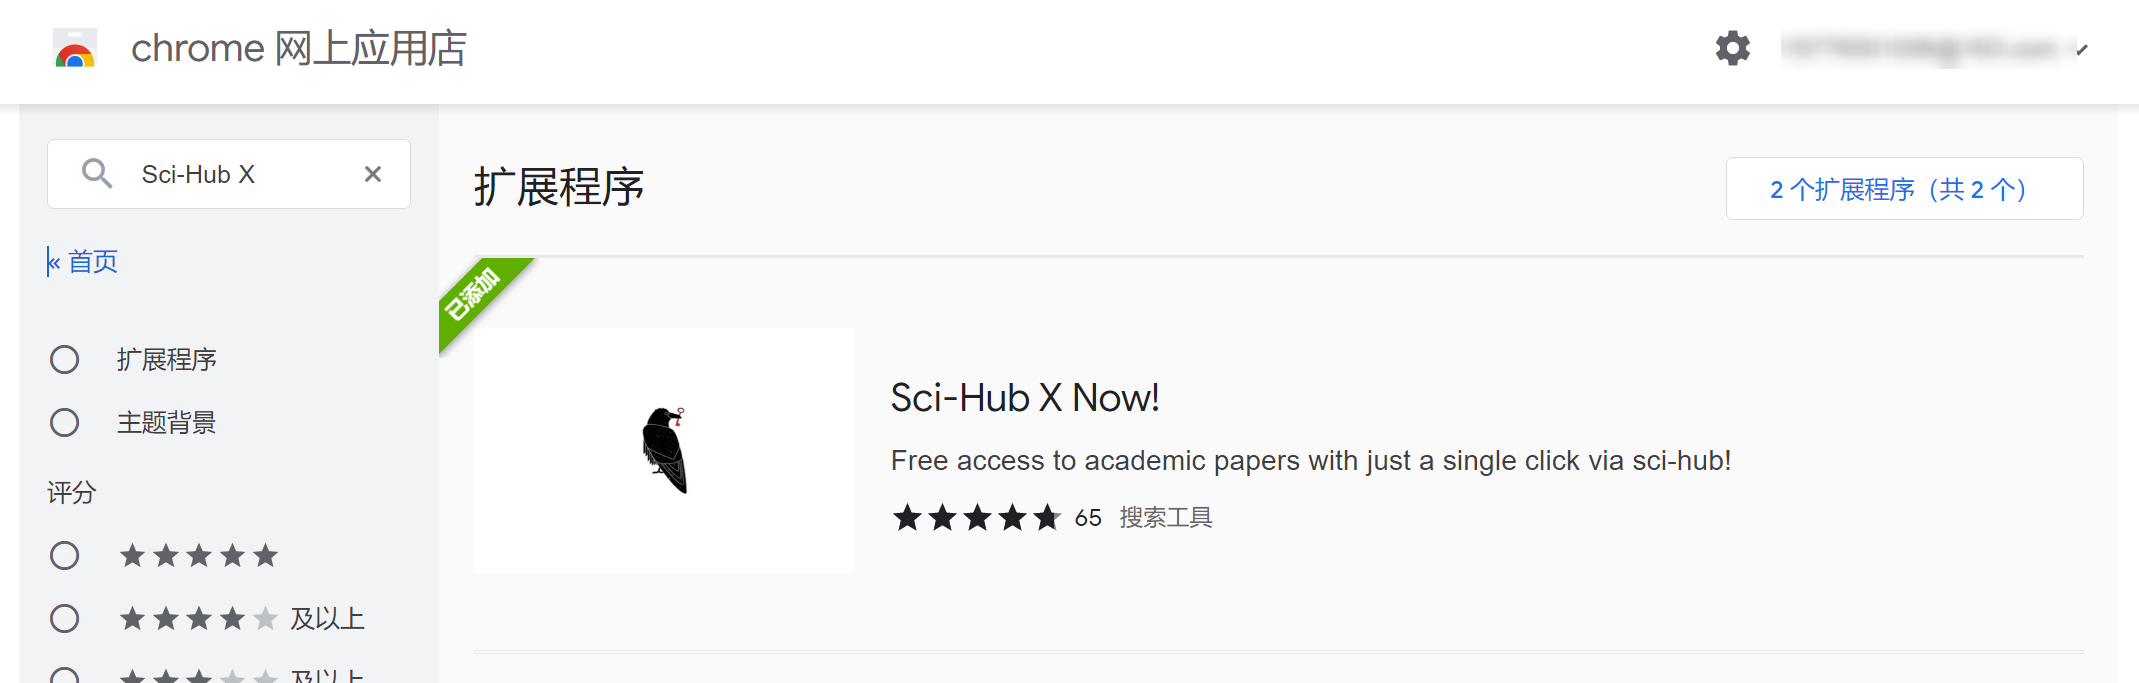 chrome 网上应用店
Sci-Hub X
« 首页
扩展程序
主题背景
评分
及以上
及以上
扩展程序
2 个扩展程序（共 2 个）
已添加
Sci-Hub X Now!
Free access to academic papers with just a single click via sci-hub!
65 搜索工具